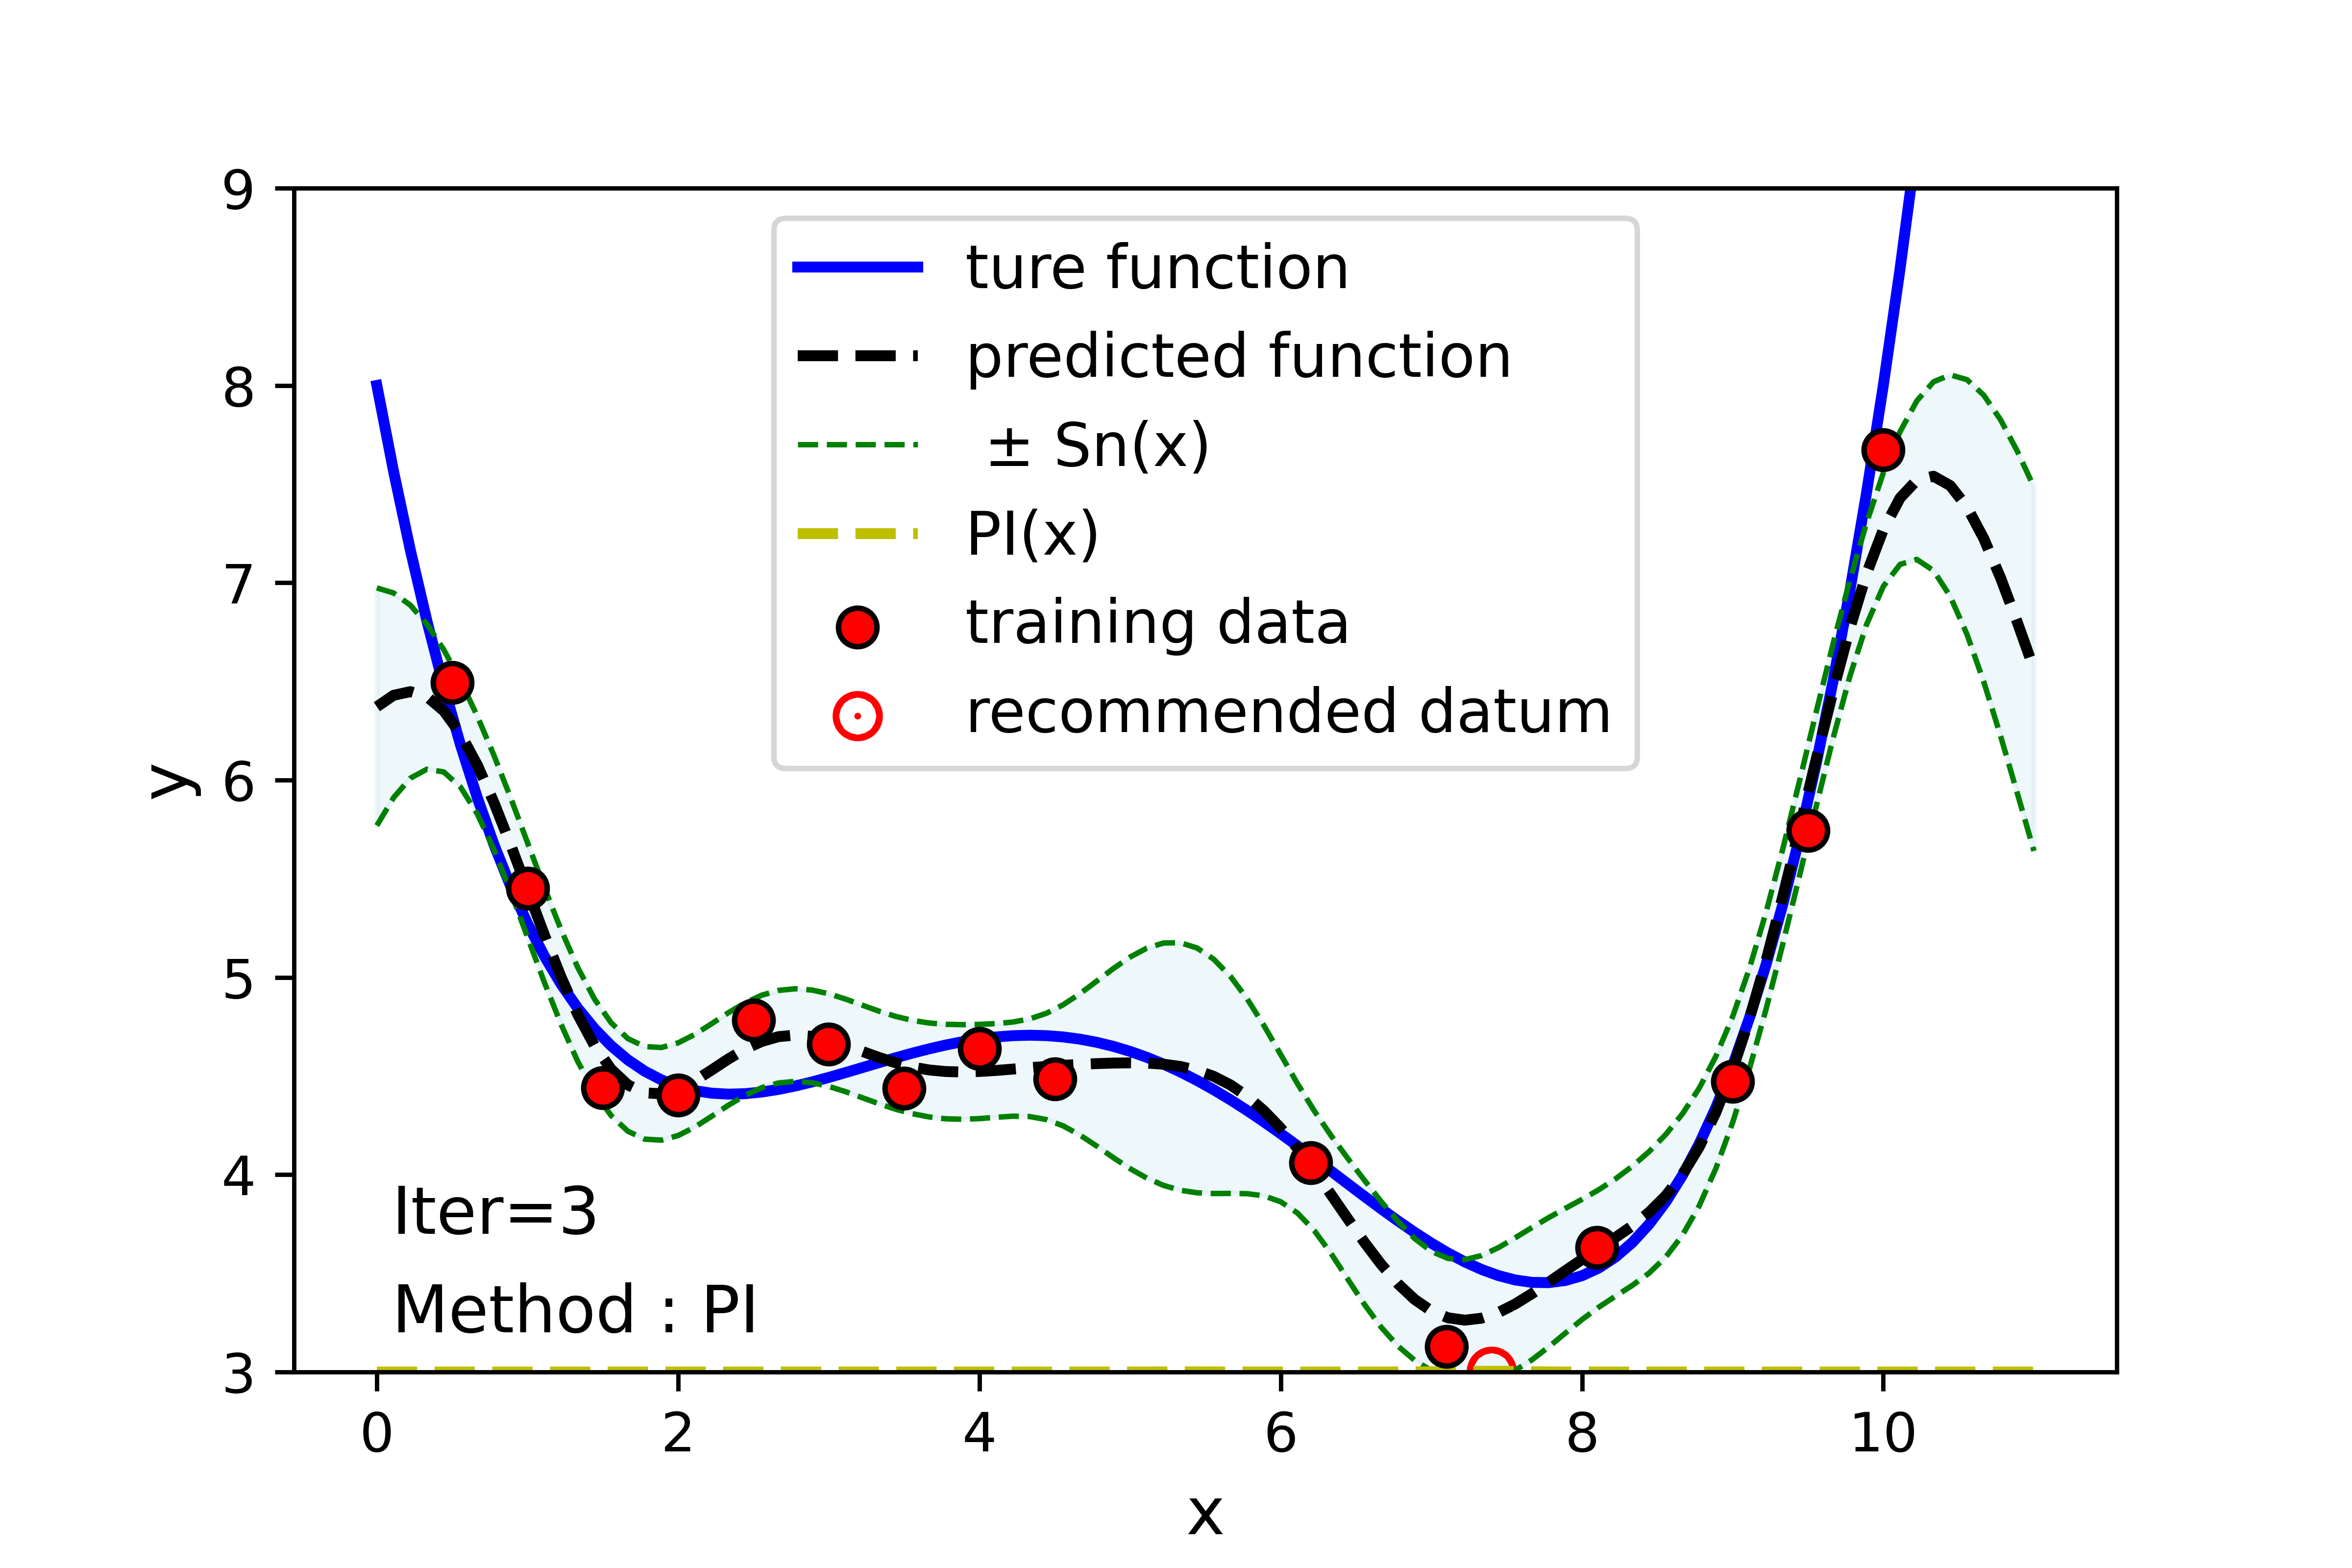 9
8
7
6
5
4
3
y
ture function
predicted function
± Sn(x)
PI(x)
training data
recommended datum
Iter=3
Method : PI
0 2 4 6 8 10
x